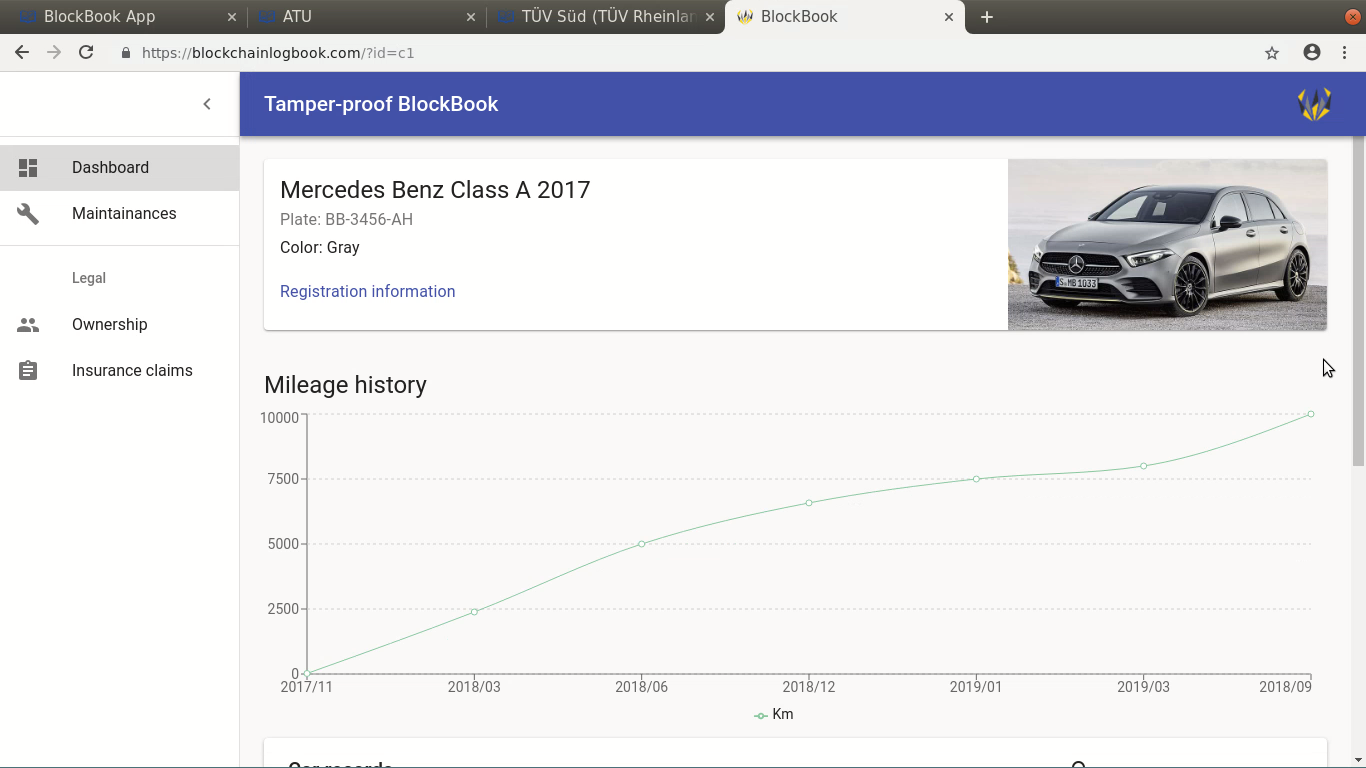 BlockBook App
ATU
TÜV Süd (TÜV Rheinlan
BlockBook
https://blockchainlogbook.com/?id=c1
Tamper-proof BlockBook
Dashboard
Maintainances
Legal
Ownership
Insurance claims
Mercedes Benz Class A 2017
Plate: BB-3456-AH
Color: Gray
Registration information
S MB 1033
Mileage history
10000
7500
5000
2500
0
2017/11 2018/03 2018/06 2018/12 2019/01 2019/03 2018/09
Km
Car records